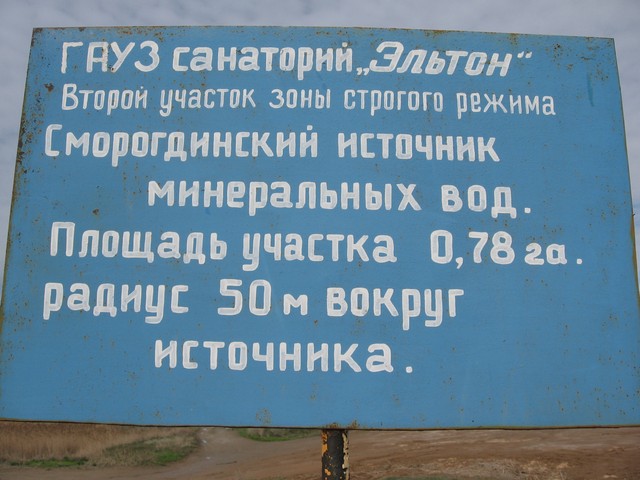 ГАУЗ санаторий „Эльтон“
Второй участок зоны строгого режима
Сморогдинский источник
минеральных вод.
Площадь участка 0,78 га.
радиус 50 м вокруг
источника.